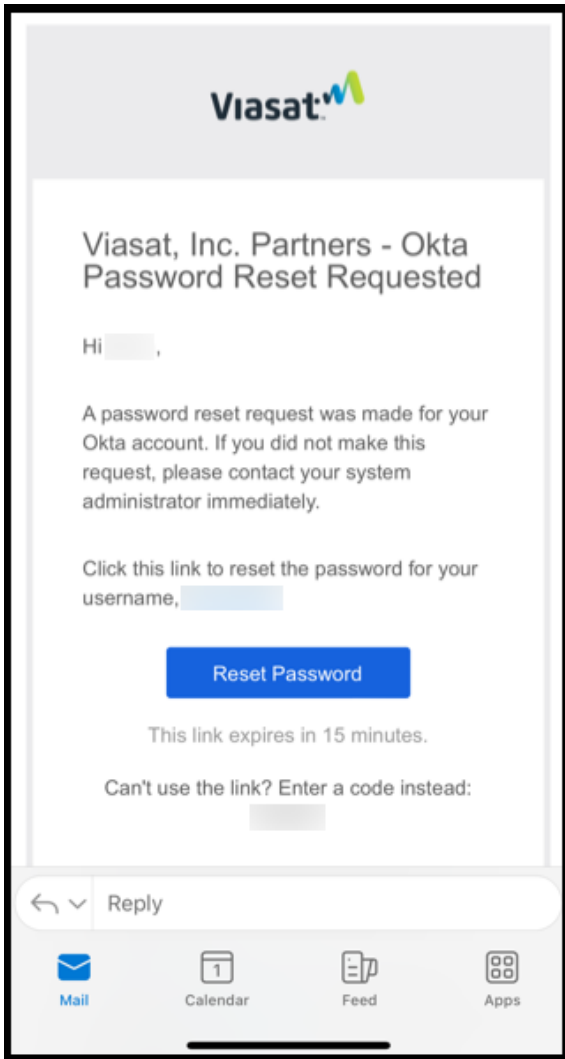 Viasat
Viasat, Inc. Partners - Okta
Password Reset Requested
Hi ,
A password reset request was made for your
Okta account. If you did not make this
request, please contact your system
administrator immediately.
Click this link to reset the password for your
username,
Reset Password
This link expires in 15 minutes.
Can't use the link? Enter a code instead:
Reply
1
Mail
Calendar
Feed
Apps